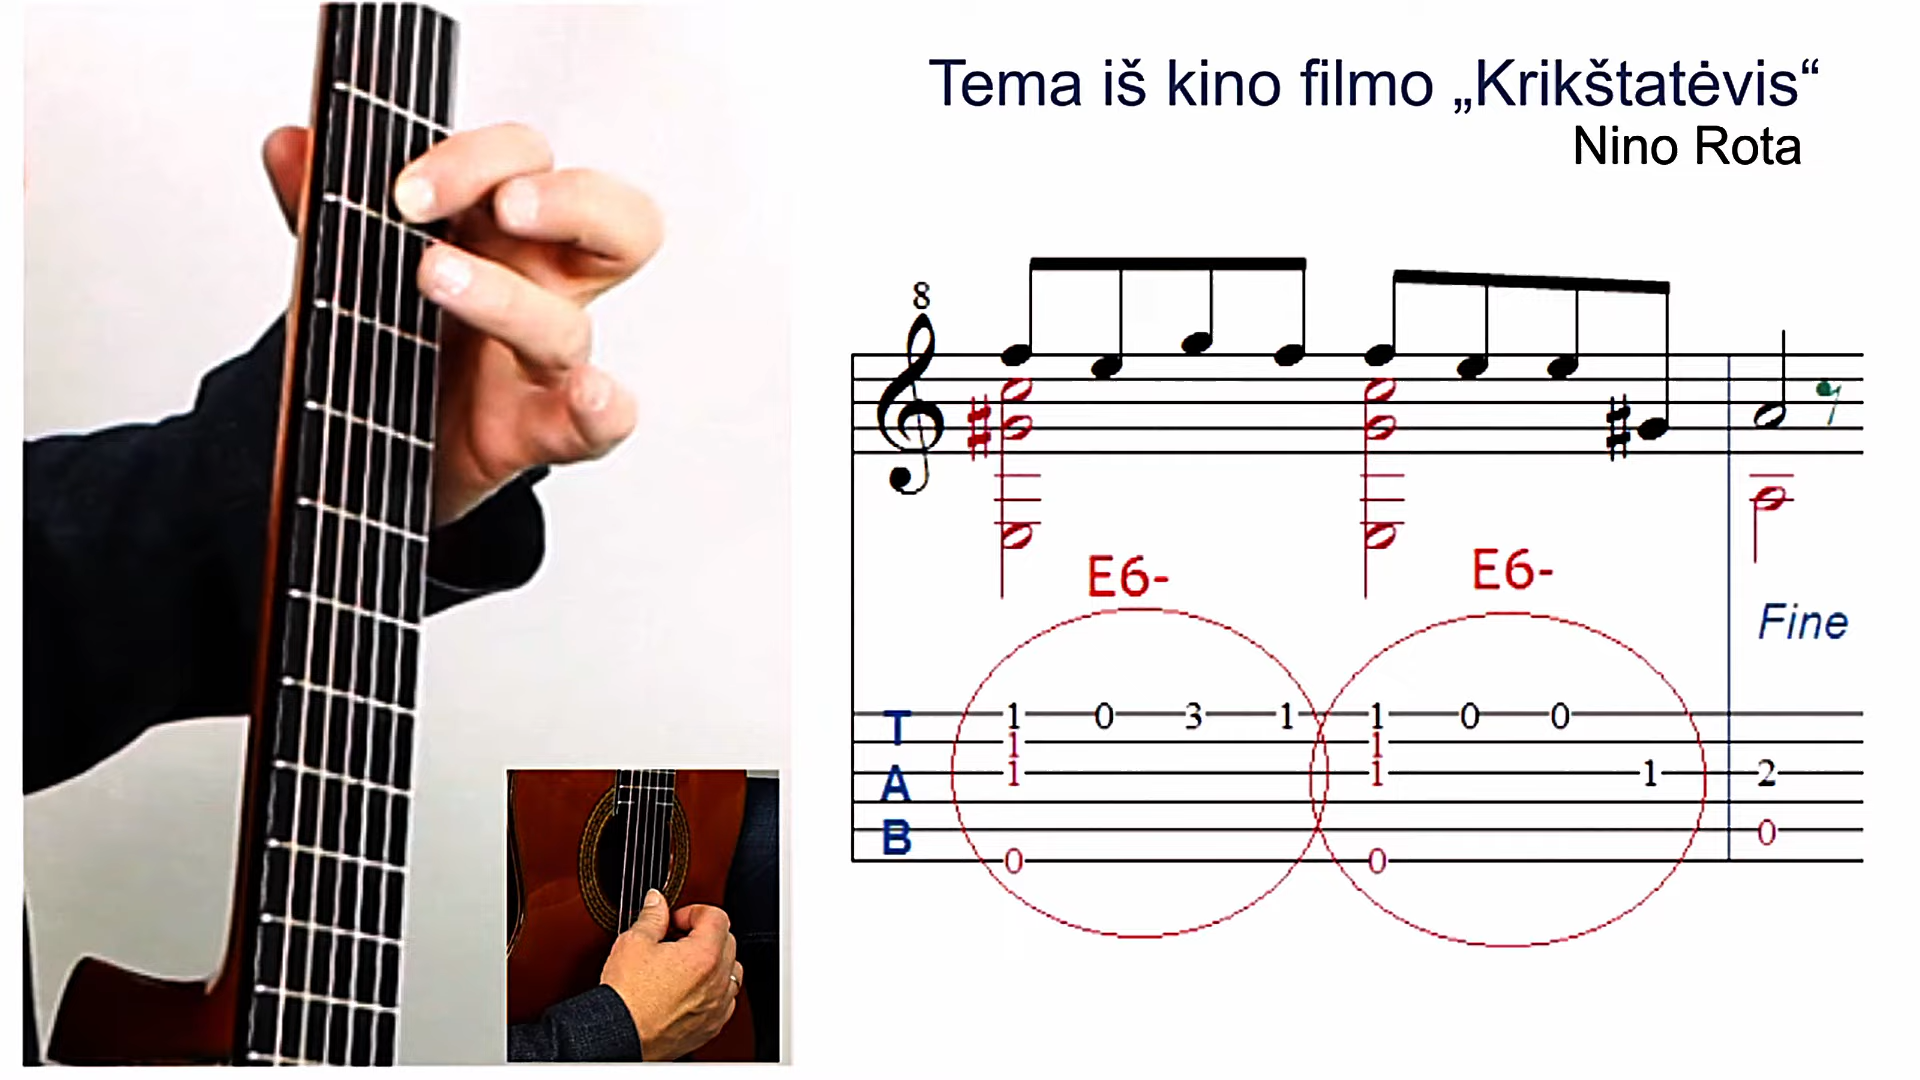 Tema iš kino filmo „Krikštatėvis“
Nino Rota
8
E6- E6-
Fine
T 1 0 3 1 1 0 0
1 1
A 1 1 1 2
B 0
0 0